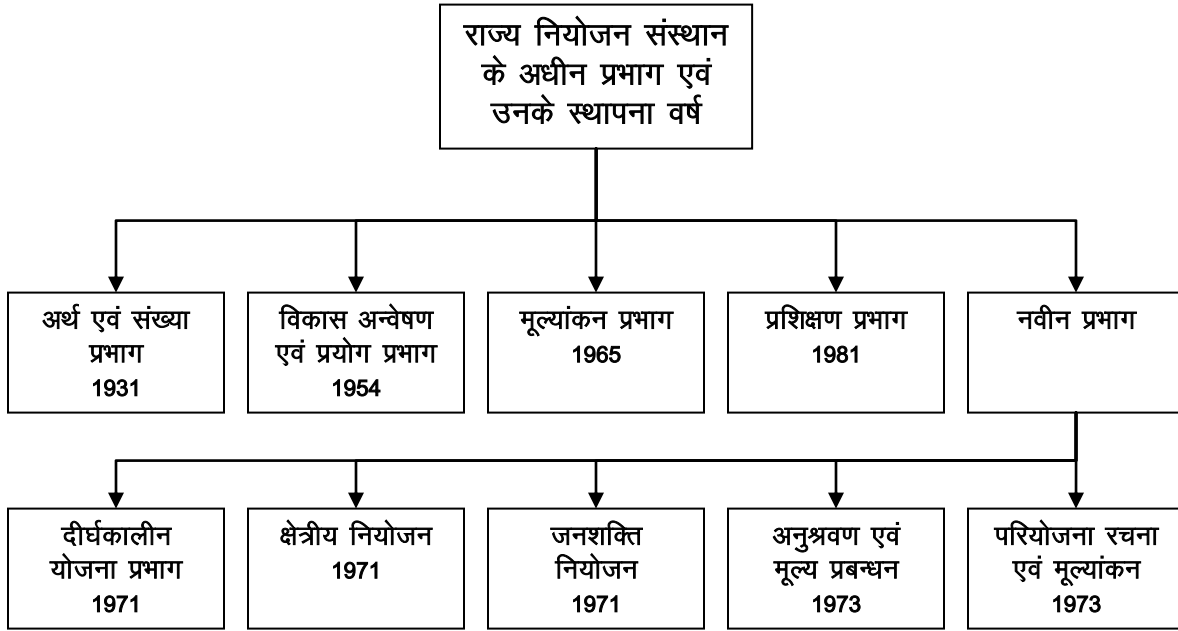 राज्य नियोजन संस्थान
के अधीन प्रभाग एवं
उनके स्थापना वर्ष
अर्थ एवं संख्या
प्रभाग
1931
विकास अन्वेषण
एवं प्रयोग प्रभाग
1954
मूल्यांकन प्रभाग
1965
प्रशिक्षण प्रभाग
1981
नवीन प्रभाग
दीर्घकालीन
योजना प्रभाग
1971
क्षेत्रीय नियोजन
1971
जनशक्ति
नियोजन
1971
अनुश्रवण एवं
मूल्य प्रबन्धन
1973
परियोजना रचना
एवं मूल्यांकन
1973